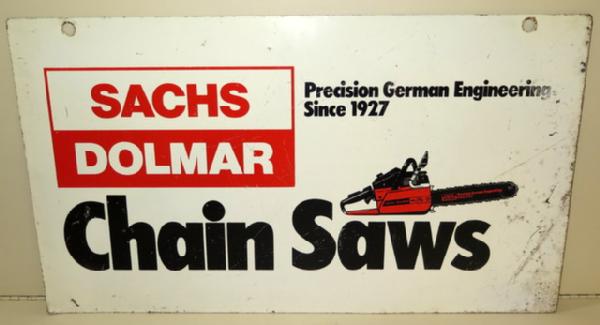 SACHS
DOLMAR
Precision German Engineering
Since 1927
Chain Saws